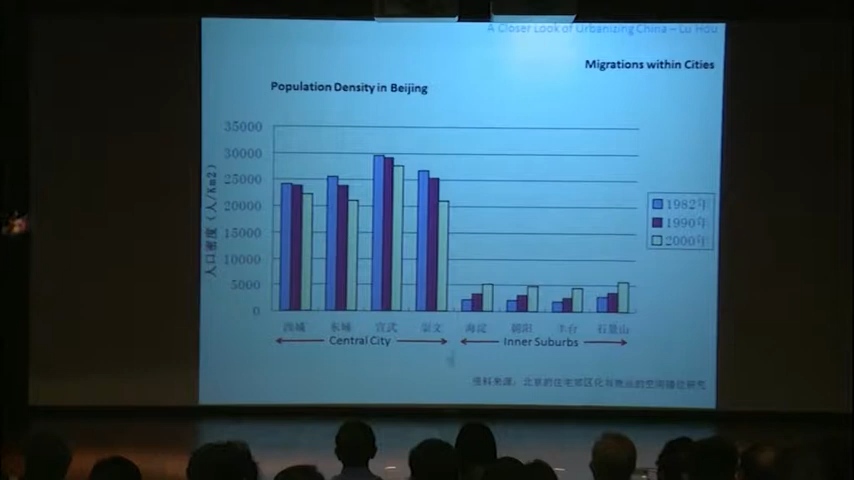 A Closer Look of Urbanizing China – Lu Hou
Migrations within Cities
Population Density in Beijing
人口密度(人/Km2)
35000
30000
25000
20000
15000
10000
5000
0
1982年
1990年
2000年
西城 东城 宣武 崇文 海淀 朝阳 丰台 石景山
Central City
Inner Suburbs